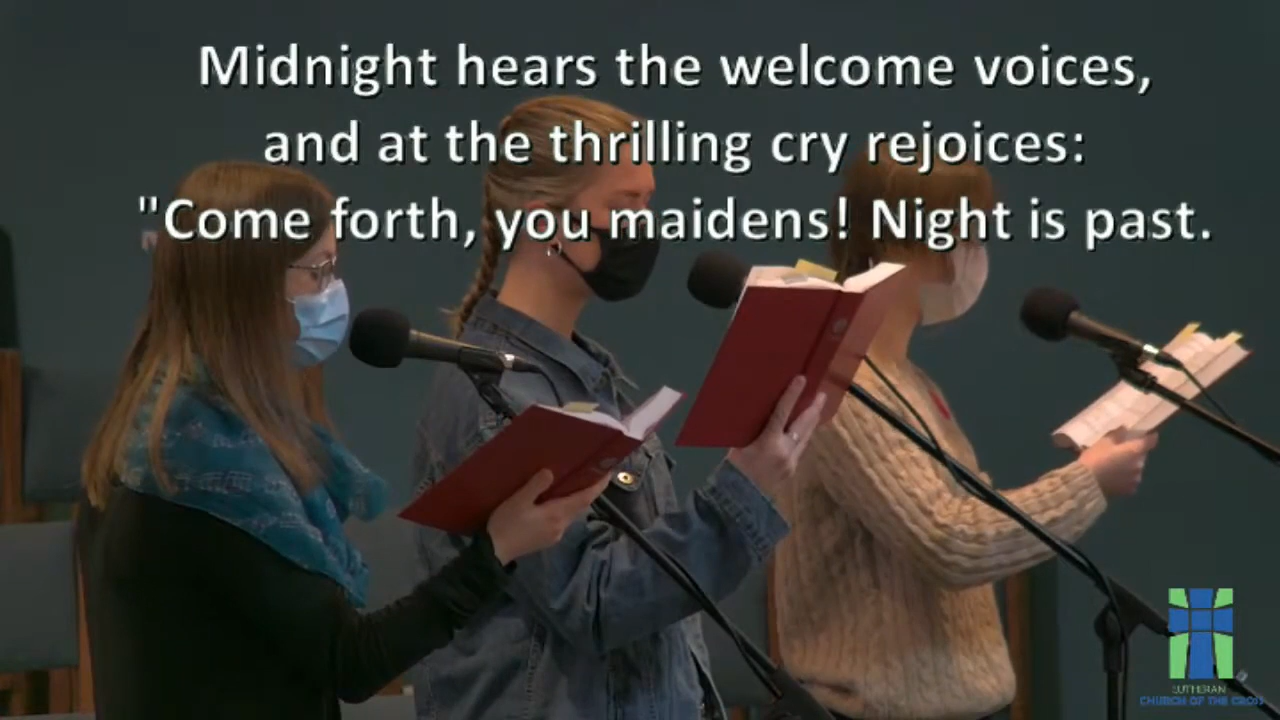 Midnight hears the welcome voices,
and at the thrilling cry rejoices:
"Come forth, you maidens! Night is past.
LUTHERAN
CHURCH OF THE CROSS